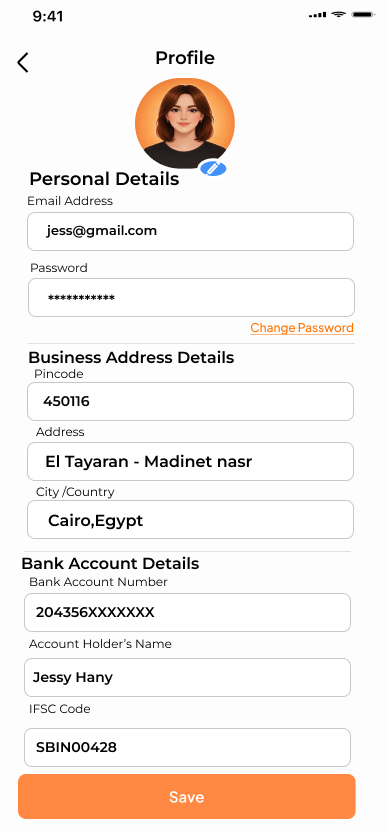 9:41
Profile
Personal Details
Email Address
jess@gmail.com
Password
***********
Change Password
Business Address Details
Pincode
450116
Address
El Tayaran - Madinet nasr
City /Country
Cairo,Egypt
Bank Account Details
Bank Account Number
204356XXXXXXX
Account Holder's Name
Jessy Hany
IFSC Code
SBIN00428
Save